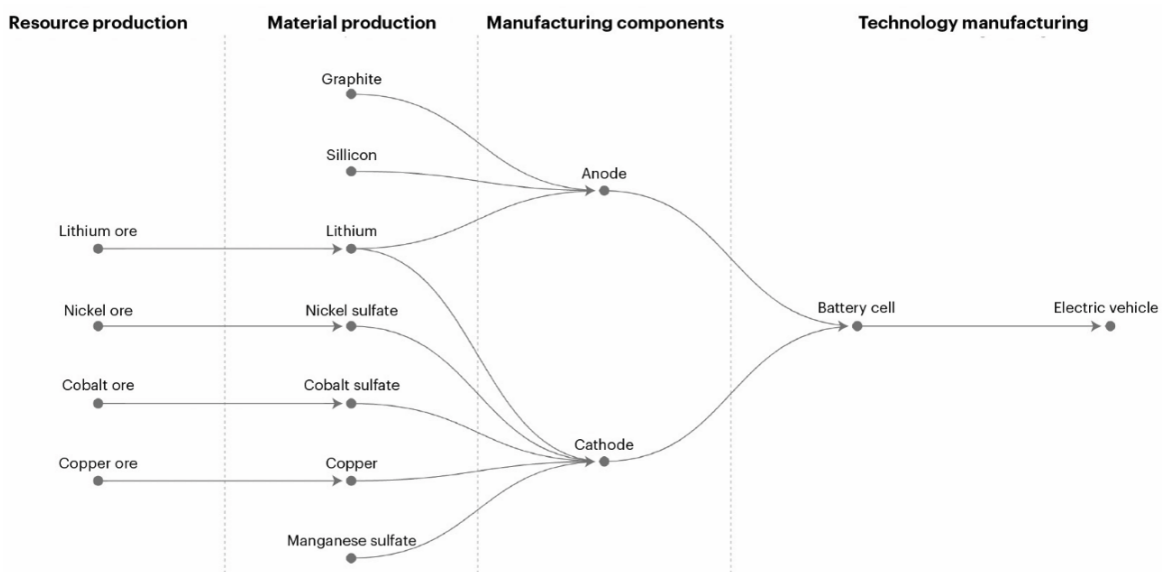 Resource production
Material production
Manufacturing components
Technology manufacturing
Graphite
Sillicon
Anode
Lithium ore
Lithium
Nickel ore
Nickel sulfate
Battery cell
Electric vehicle
Cobalt ore
Cobalt sulfate
Cathode
Copper ore
Copper
Manganese sulfate